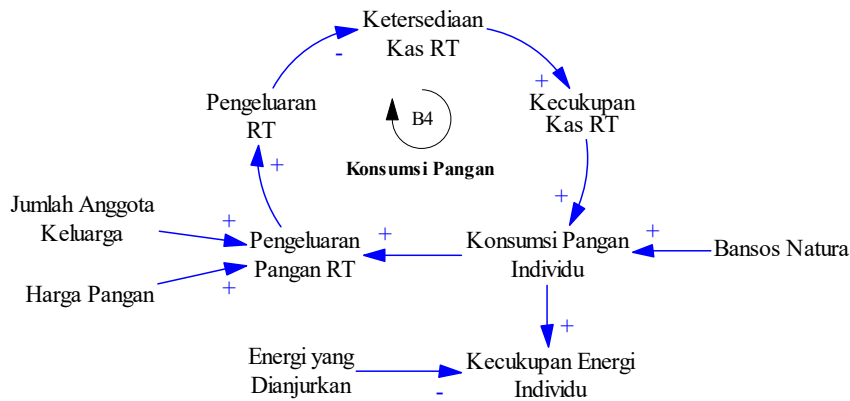 Ketersediaan
Kas RT
-
+
Pengeluaran
RT
B4
Kecukupan
Kas RT
Konsumsi Pangan
+
+
Jumlah Anggota
Keluarga
+
Pengeluaran
Pangan RT
+
Konsumsi Pangan
Individu
+
Bansos Natura
Harga Pangan
+
+
Energi yang
Dianjurkan
-
Kecukupan Energi
Individu